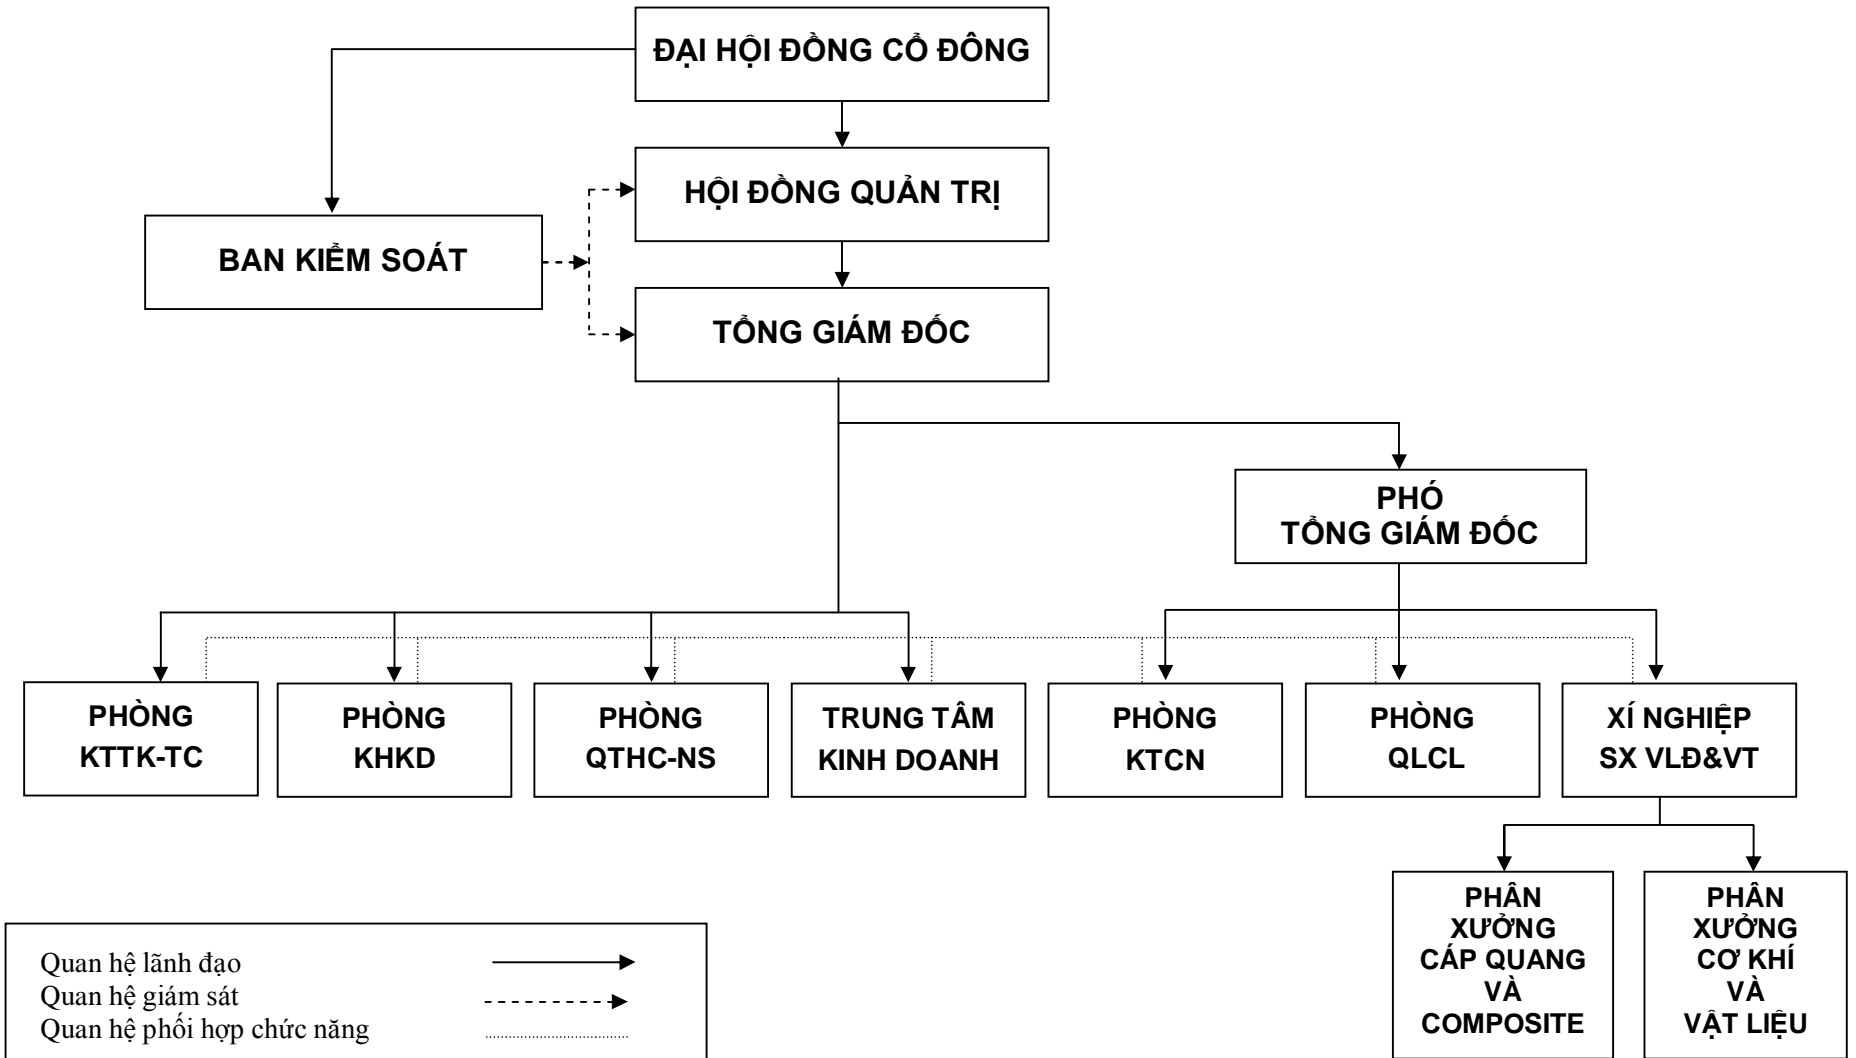 ĐẠI HỘI ĐỒNG CỔ ĐÔNG
HỘI ĐỒNG QUẢN TRỊ
BAN KIỂM SOÁT
TỔNG GIÁM ĐỐC
PHÓ
TỔNG GIÁM ĐỐC
PHÒNG
KTTK-TC
PHÒNG
KHKD
PHÒNG
QTHC-NS
TRUNG TÂM
KINH DOANH
PHÒNG
KTCN
PHÒNG
QLCL
XÍ NGHIỆP
SX VLĐ&VT
PHÂN
XƯỞNG
CÁP QUANG
VÀ
COMPOSITE
PHÂN
XƯỞNG
CƠ KHÍ
VÀ
VẬT LIỆU
Quan hệ lãnh đạo
Quan hệ giám sát
Quan hệ phối hợp chức năng